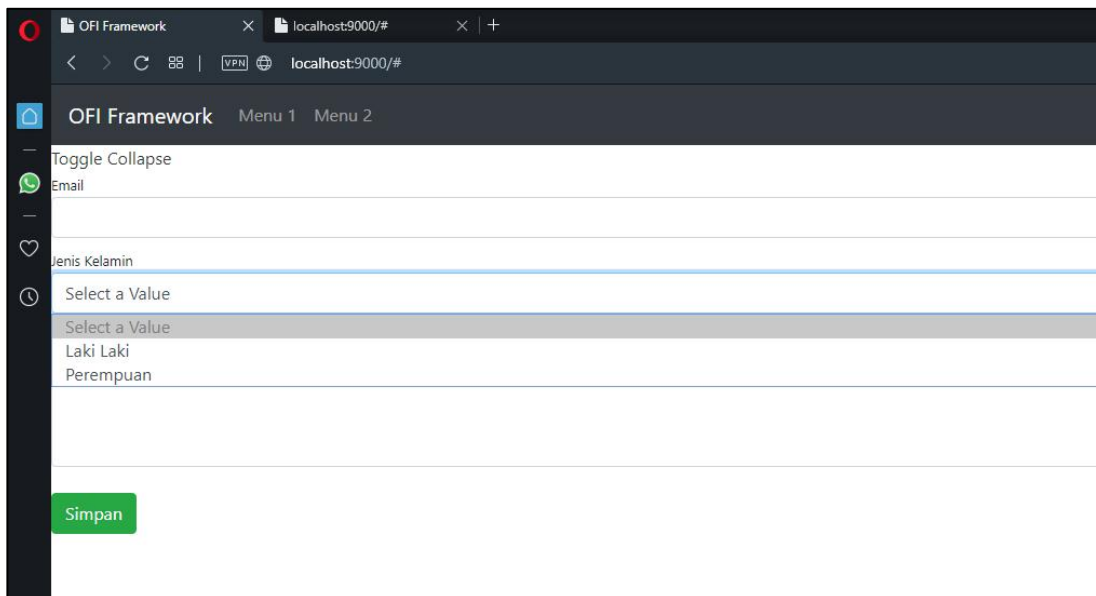 OFI Framework
localhost:9000/#
VPN
localhost:9000/#
OFI Framework Menu 1 Menu 2
Toggle Collapse
Email
Jenis Kelamin
Select a Value
Select a Value
Laki Laki
Perempuan
Simpan